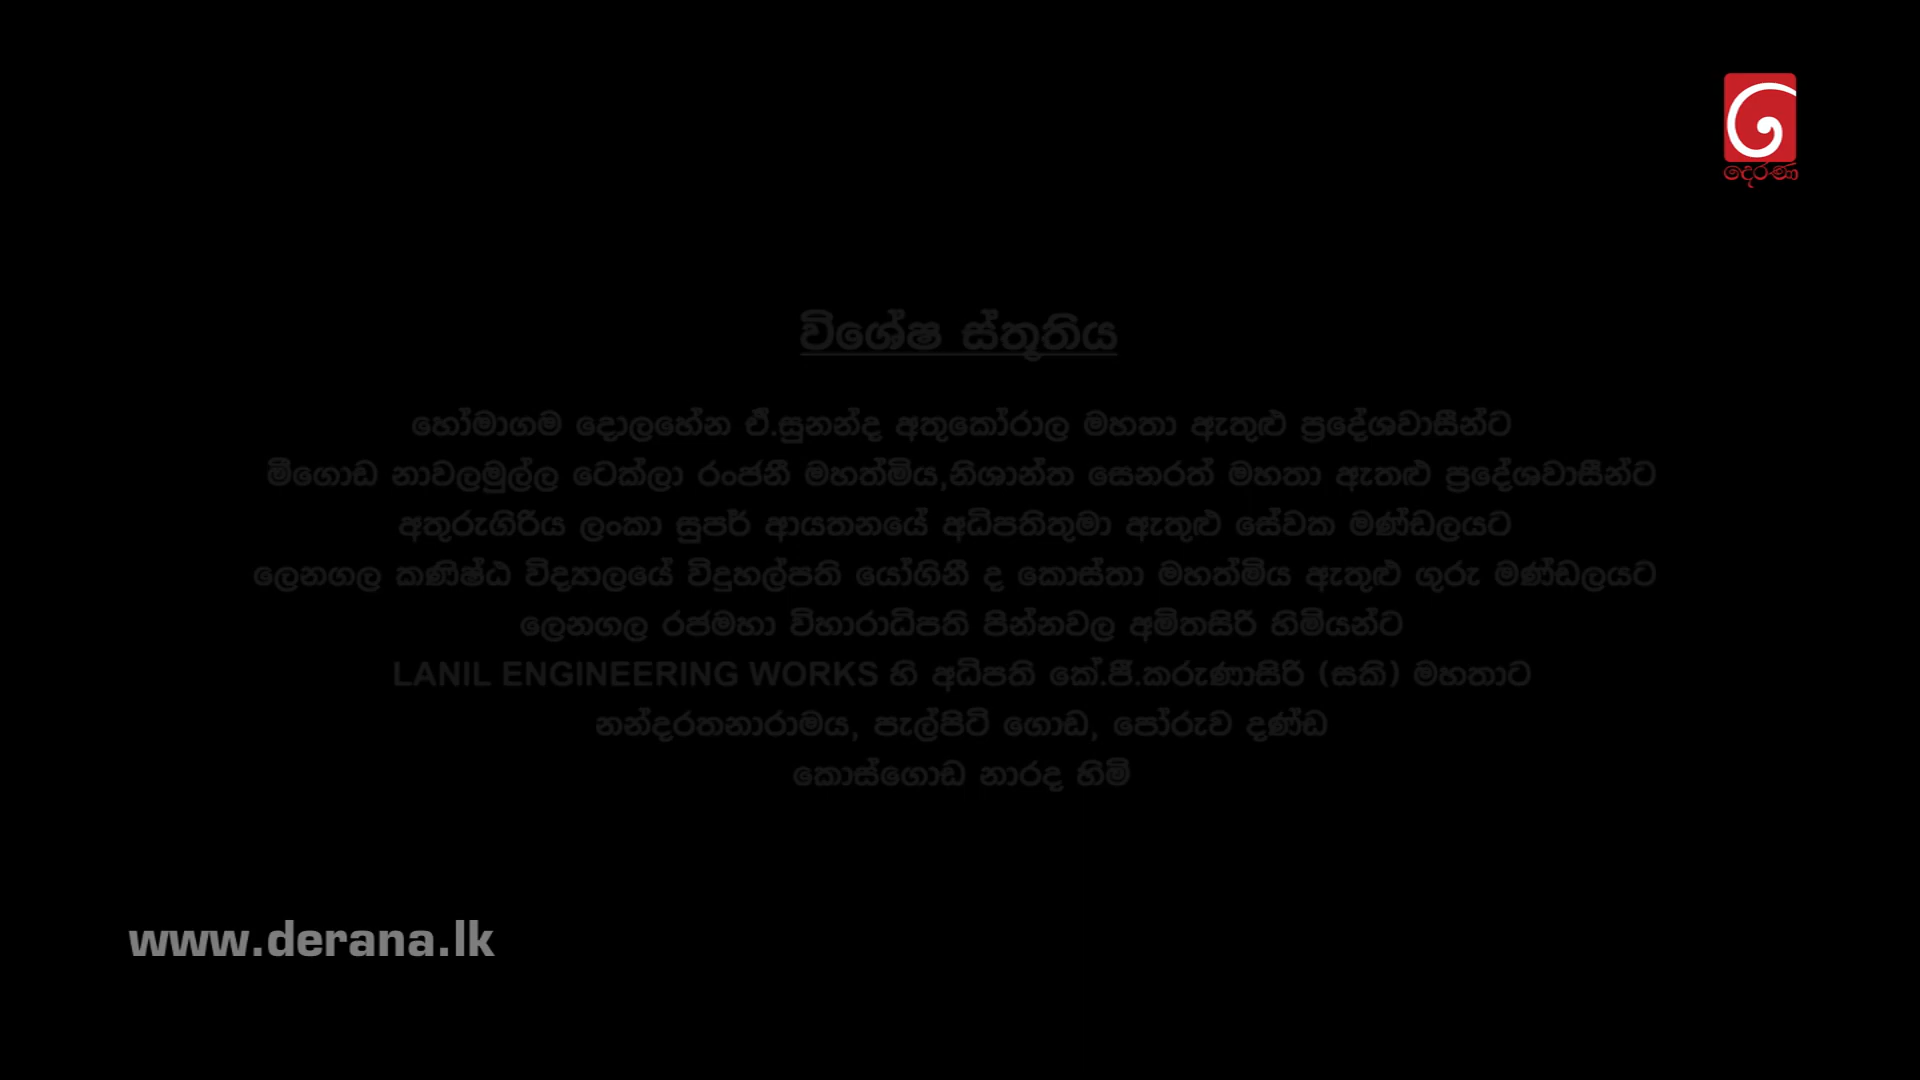 දෙරණ
විශේෂ ස්තූතිය
හෝමාගම දොලහේන ඒ.සුනන්ද අතුකෝරාල මහතා ඇතුළු ප්‍රදේශවාසීන්ට
මීගොඩ නාවලමුල්ල ටෙක්ලා රංජනී මහත්මිය,නිශාන්ත සෙනරත් මහතා ඇතළු ප්‍රදේශවාසීන්ට
අතුරුගිරිය ලංකා සුපර් ආයතනයේ අධිපතිතුමා ඇතුළු සේවක මණ්ඩලයට
ලෙනගල කණිෂ්ඨ විද්‍යාලයේ විදුහල්පති යෝගිනී ද කොස්තා මහත්මිය ඇතුළු ගුරු මණ්ඩලයට
ලෙනගල රජමහා විහාරාධිපති පින්නවල අමිතසිරි හිමියන්ට
LANIL ENGINEERING WORKS හි අධිපති කේ.ජී.කරුණාසිරි (සකි) මහතාට
නන්දරතනාරාමය, පැල්පිටි ගොඩ, පෝරුව දණ්ඩ
කොස්ගොඩ නාරද හිමි
www.derana.lk